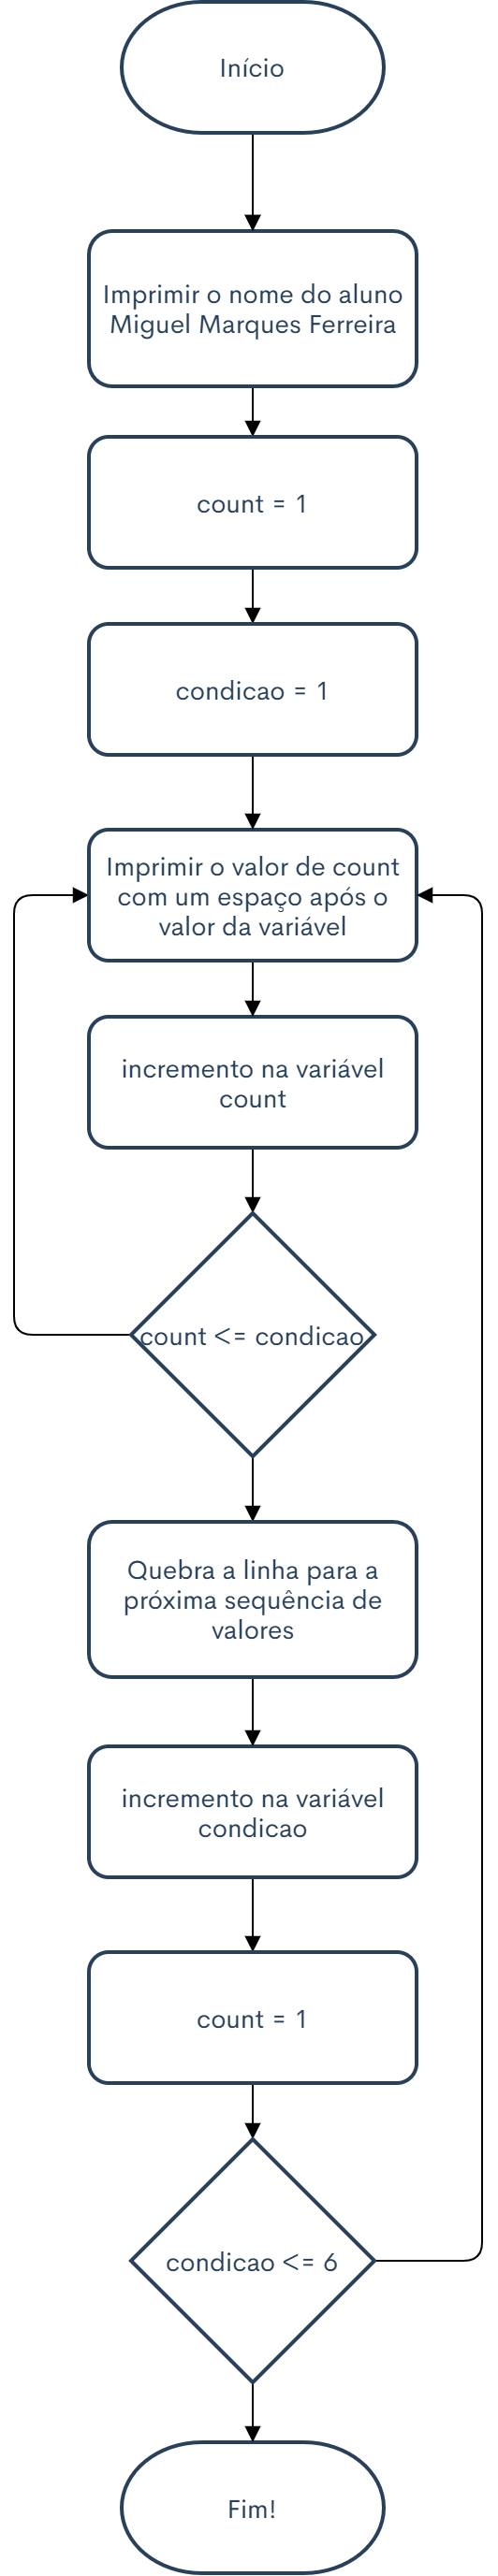 Início
Imprimir o nome do aluno
Miguel Marques Ferreira
count = 1
condicao = 1
Imprimir o valor de count
com um espaço após o
valor da variável
incremento na variável
count
count <= condicao
Quebra a linha para a
próxima sequência de
valores
incremento na variável
condicao
count = 1
condicao <= 6
Fim!